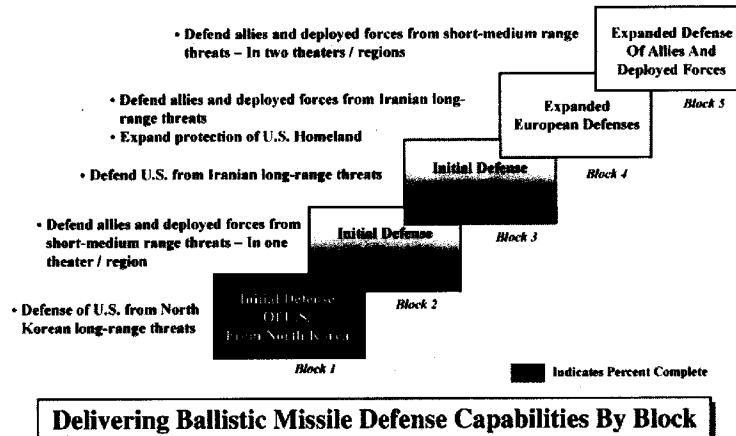 • Defend allies and deployed forces from short-medium range
threats – In two theaters / regions
Expanded Defense
Of Allies And
Deployed Forces
Block 5
• Defend allies and deployed forces from Iranian long-
range threats
• Expand protection of U.S. Homeland
Expanded
European Defenses
Block 4
• Defend U.S. from Iranian long-range threats
Initial Defense
Block 3
• Defend allies and deployed forces from
short-medium range threats – In one
theater / region
Initial Defense
Block 2
• Defense of U.S. from North
Korean long-range threats
Initial Defense
Of U.S.
From North Korea
Block 1
Indicates Percent Complete
Delivering Ballistic Missile Defense Capabilities By Block